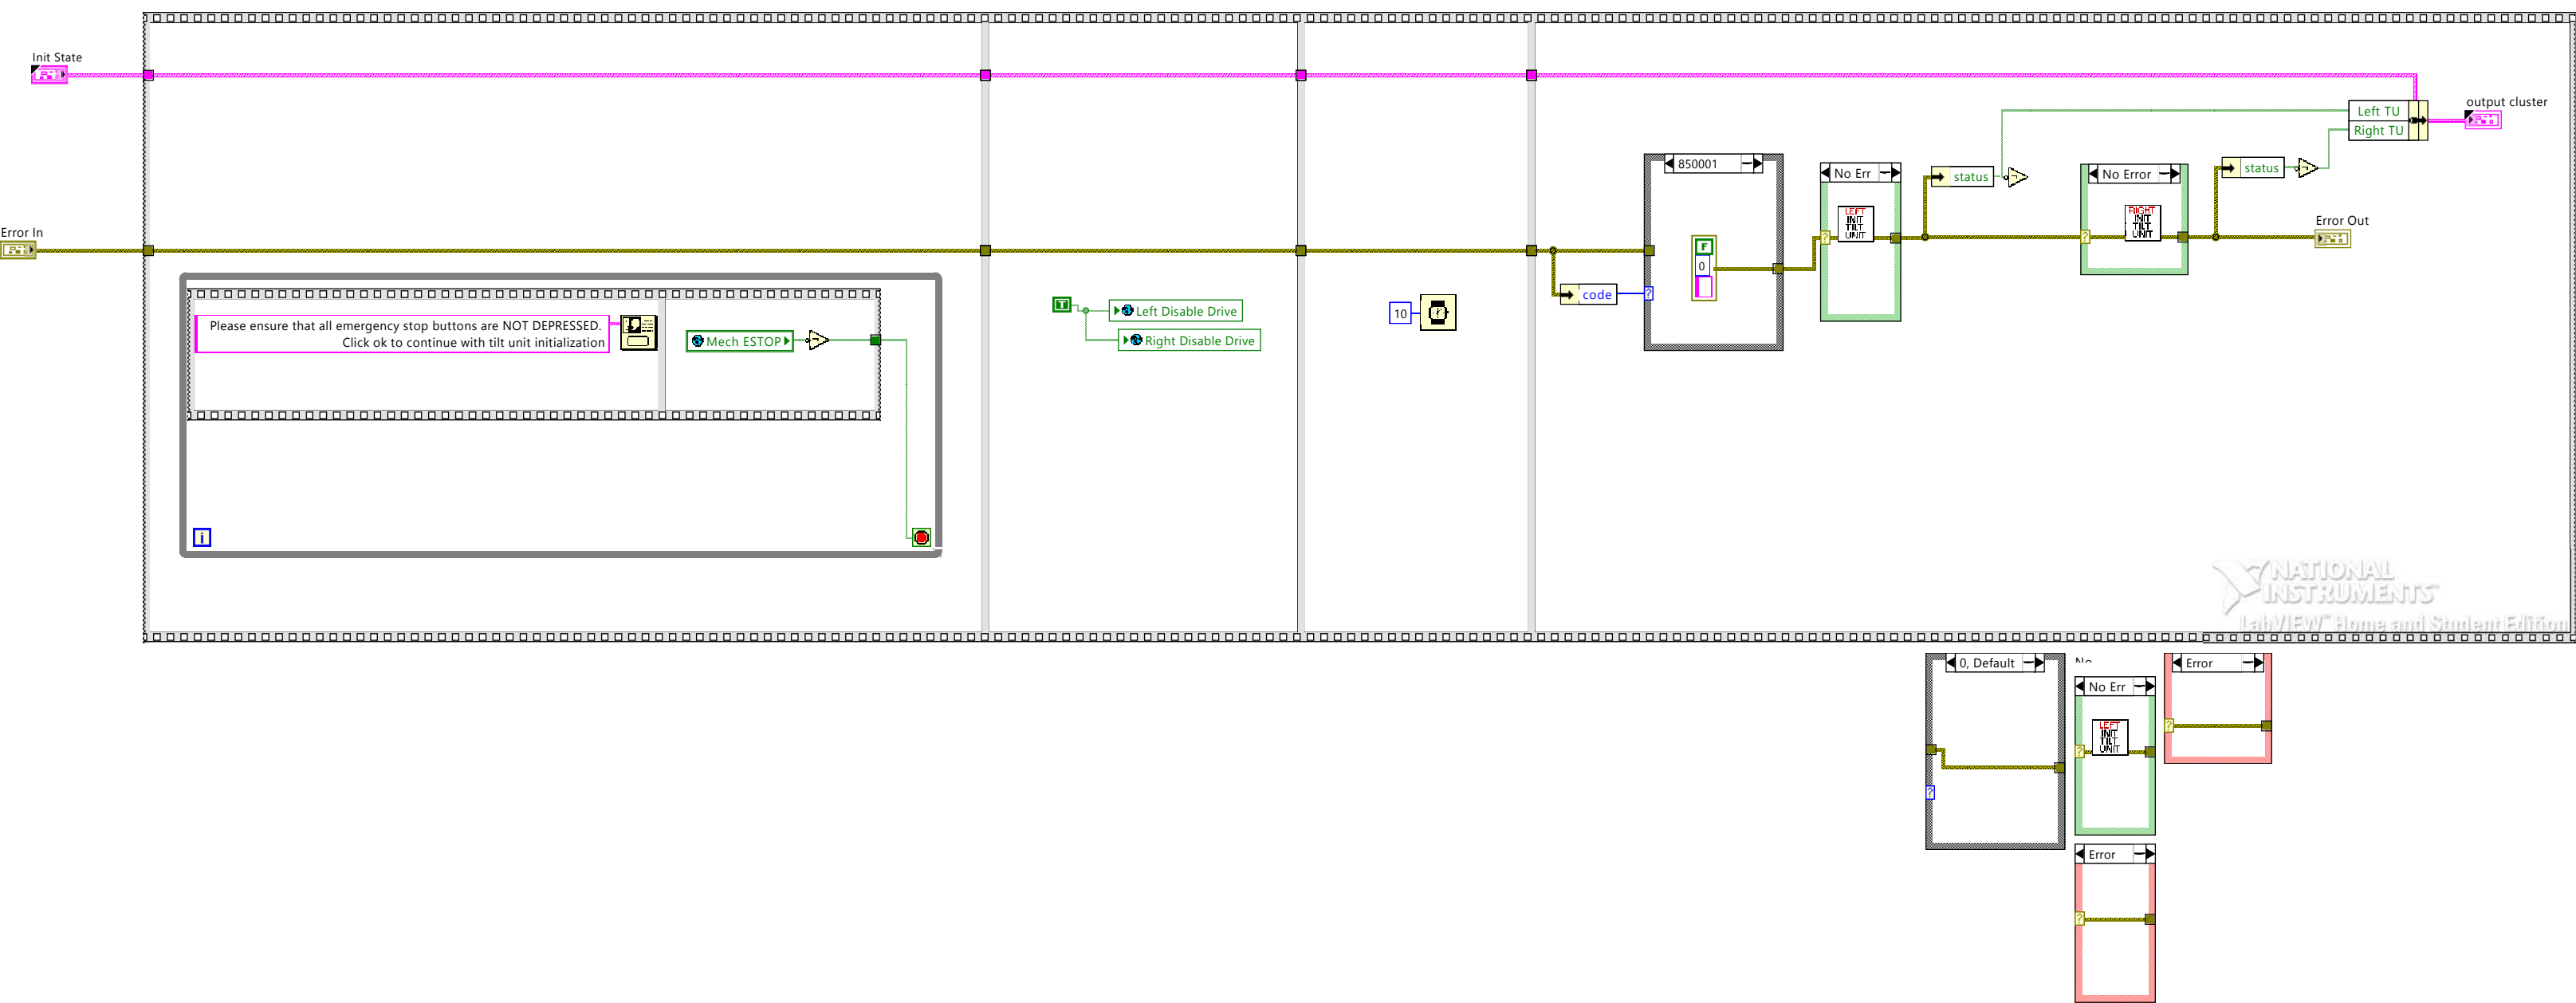 Init State
output cluster
Left TU
Right TU
850001
No Err
status
No Error
status
LEFT
INIT
TILT
UNIT
RIGHT
INIT
TILT
UNIT
Error In
Error Out
F
0
code
T
Left Disable Drive
Right Disable Drive
10
Please ensure that all emergency stop buttons are NOT DEPRESSED.
Click ok to continue with tilt unit initialization
Mech ESTOP
i
NATIONAL
INSTRUMENTS
LabVIEW™ Home and Student Edition
0, Default
No
Error
No Err
LEFT
INIT
TILT
UNIT
Error